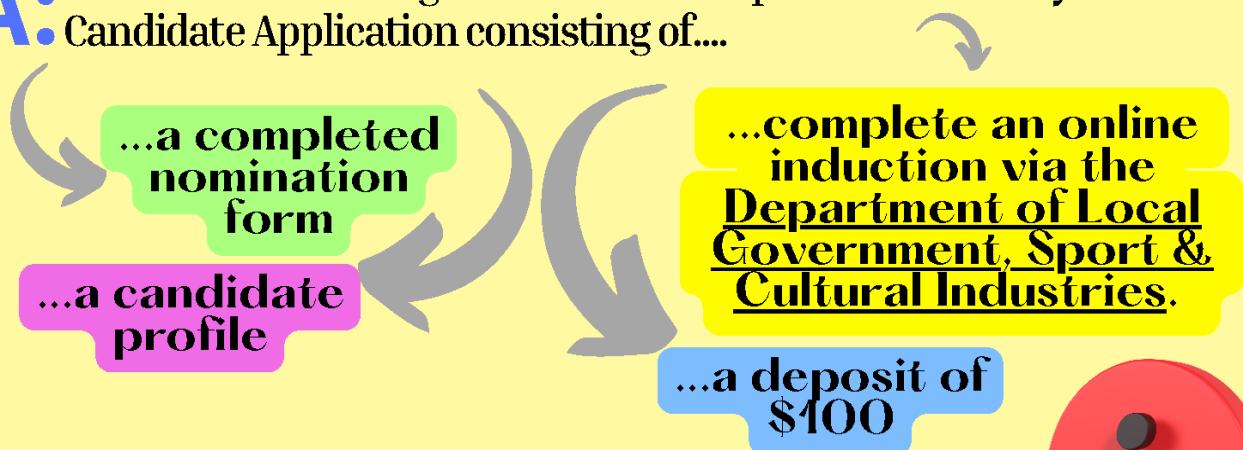 A: Candidate Application consisting of....
...a completed
nomination
form
...a candidate
profile
...complete an online
induction via the
Department of Local
Government, Sport &
Cultural Industries.
...a deposit of
$100